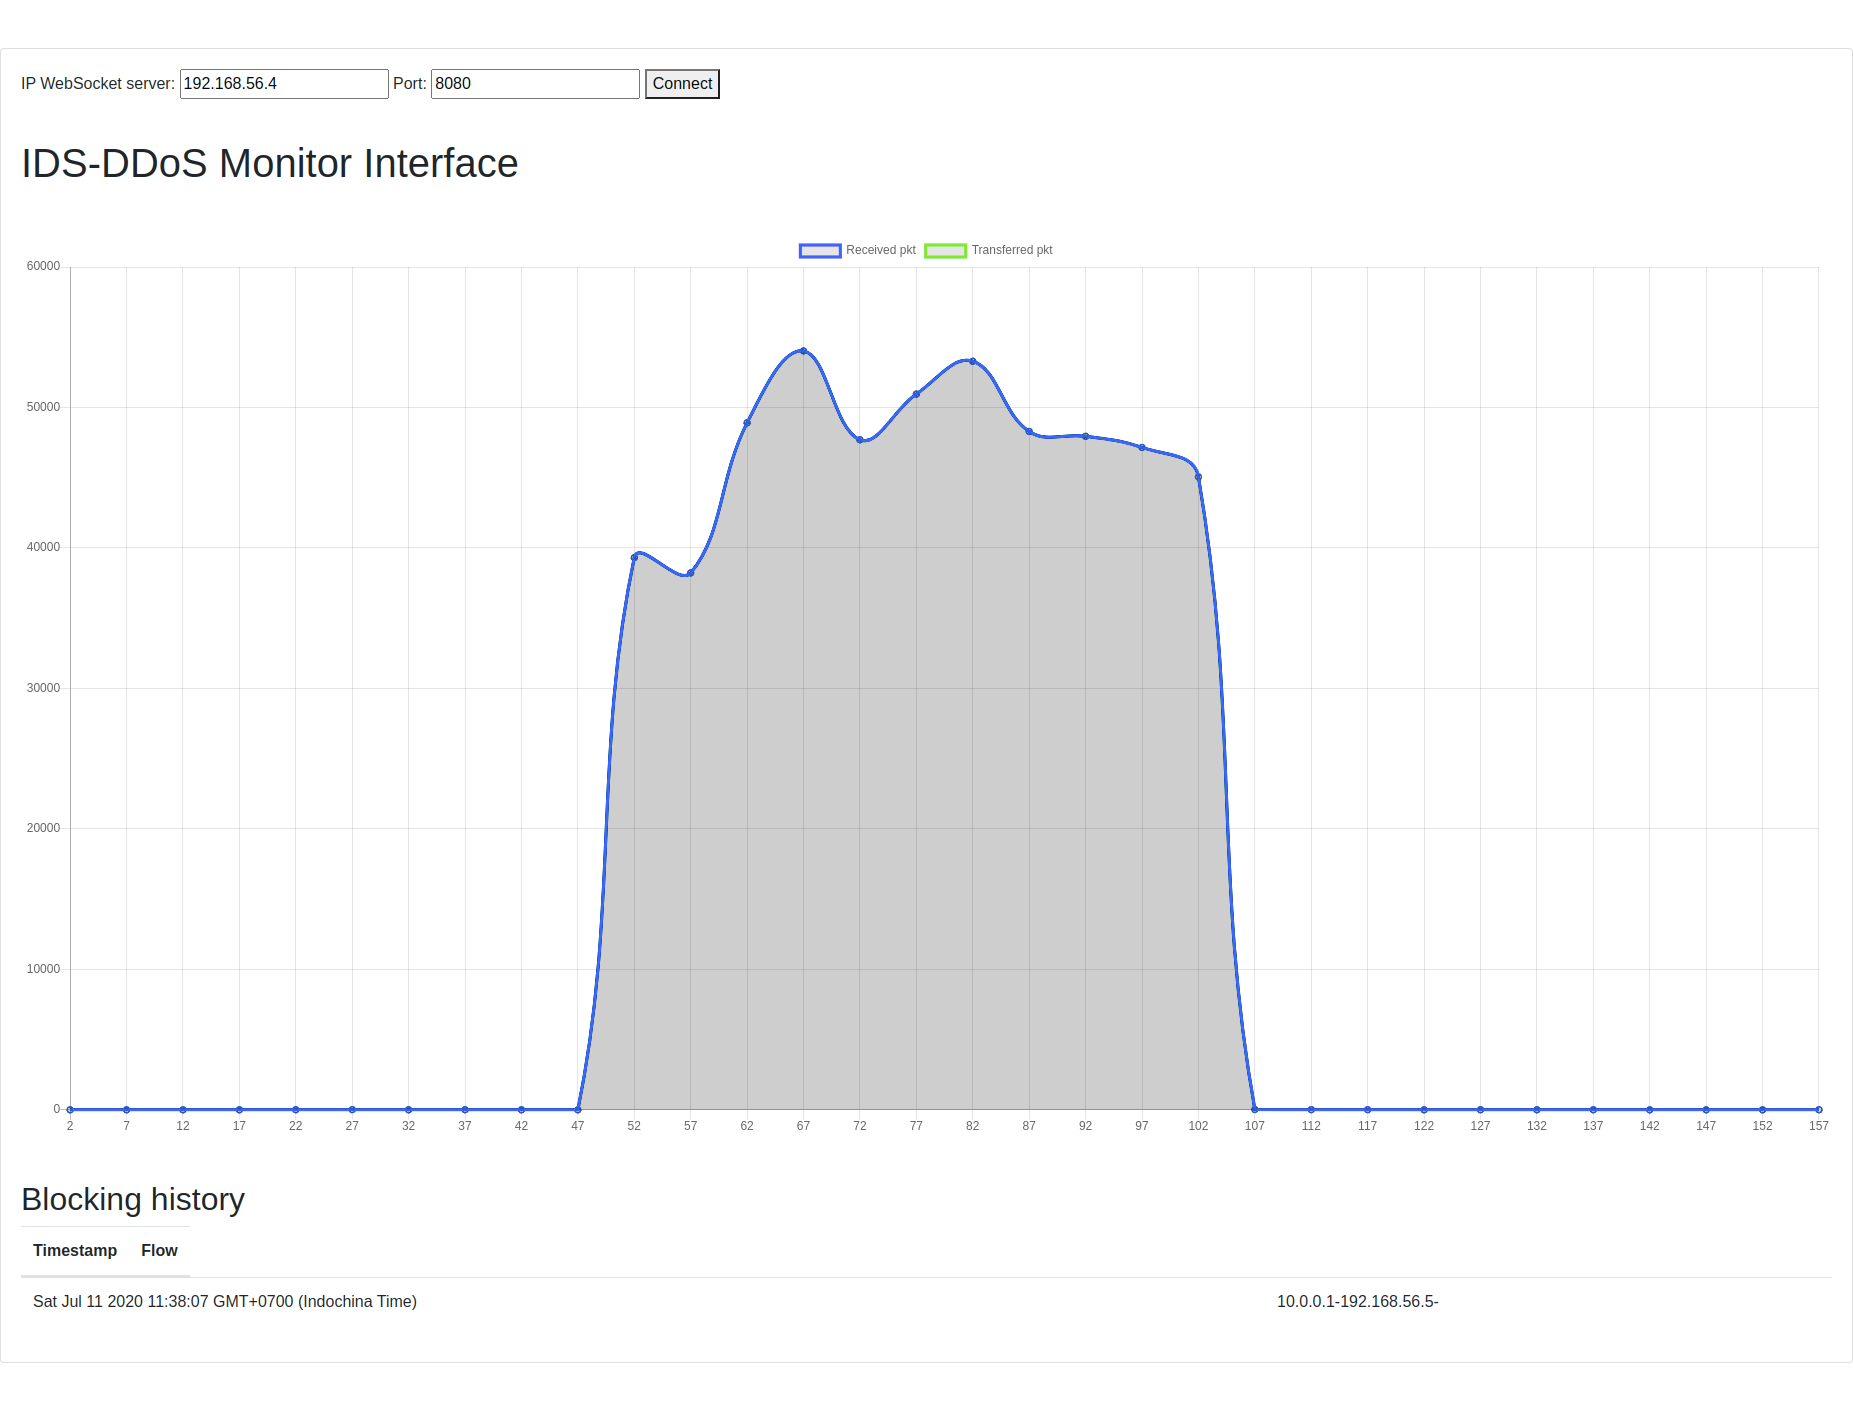 IP WebSocket server: 192.168.56.4 Port: 8080 Connect
IDS-DDoS Monitor Interface
Received pkt Transferred pkt
60000
50000
40000
30000
20000
10000
0
2 7 12 17 22 27 32 37 42 47 52 57 62 67 72 77 82 87 92 97 102 107 112 117 122 127 132 137 142 147 152 157
Blocking history
Timestamp Flow
Sat Jul 11 2020 11:38:07 GMT+0700 (Indochina Time) 10.0.0.1-192.168.56.5-